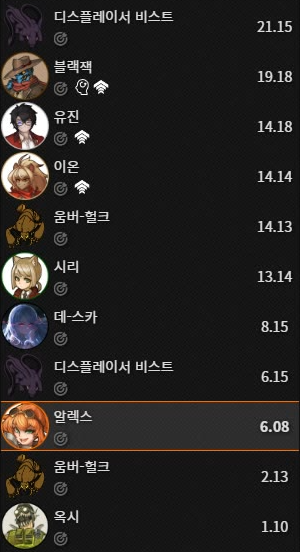 디스플레이서 비스트 21.15
블랙잭 19.18
유진 14.18
이온 14.14
움버-헐크 14.13
시리 13.14
데-스카 8.15
디스플레이서 비스트 6.15
알렉스 6.08
움버-헐크 2.13
옥시 1.10